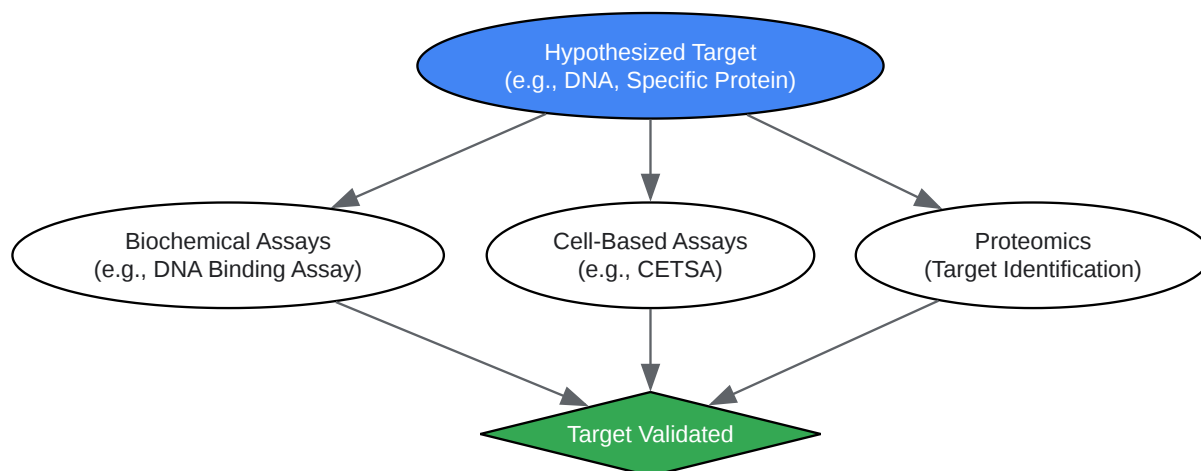 Hypothesized Target
(e.g., DNA, Specific Protein)
Biochemical Assays
(e.g., DNA Binding Assay)
Cell-Based Assays
(e.g., CETSA)
Proteomics
(Target Identification)
Target Validated